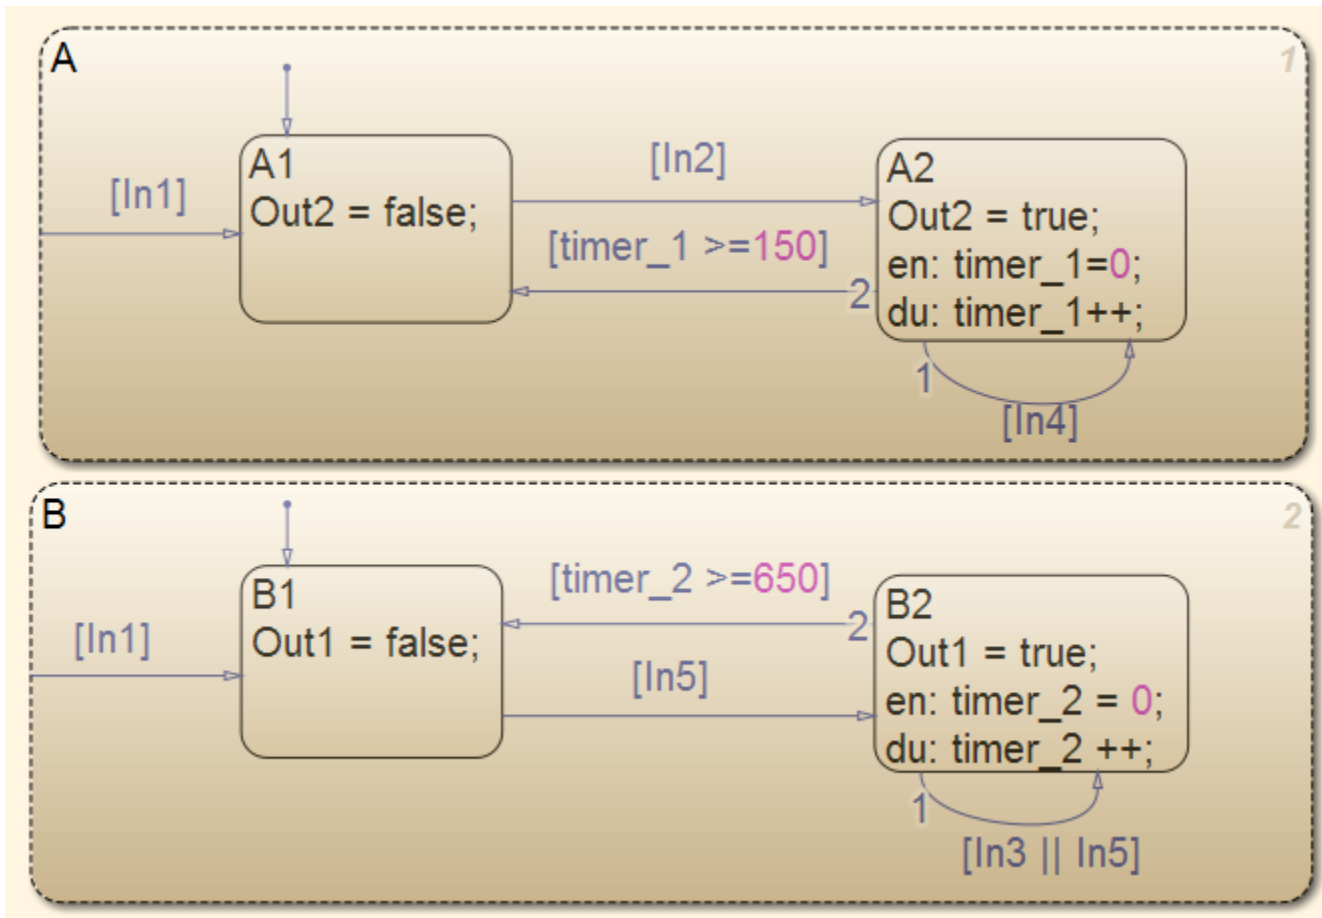 A
1
[In1]
A1
Out2 = false;
[In2]
[timer_1 >=150]
2
A2
Out2 = true;
en: timer_1=0;
du: timer_1++;
1
[In4]
B
2
[In1]
B1
Out1 = false;
[timer_2 >=650]
2
[In5]
B2
Out1 = true;
en: timer_2 = 0;
du: timer_2 ++;
1
[In3 || In5]